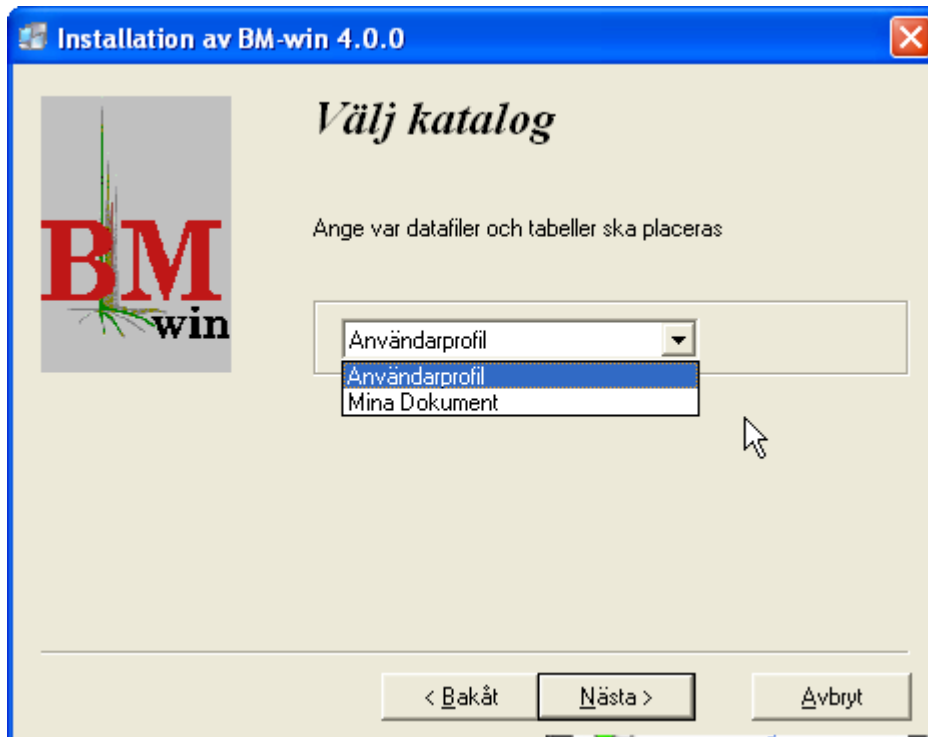 Installation av BM-win 4.0.0
Välj katalog
BM
win
Ange var datafiler och tabeller ska placeras
Användarprofil
Användarprofil
Mina Dokument
< Bakåt
Nästa >
Avbryt